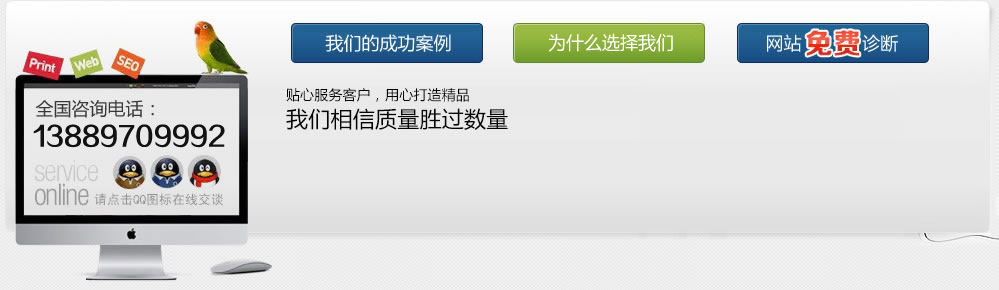 我们的成功案例
为什么选择我们
网站免费诊断
Print
Web
SEO
全国咨询电话：
13889709992
service
online 请点击QQ图标在线交谈
贴心服务客户，用心打造精品
我们相信质量胜过数量